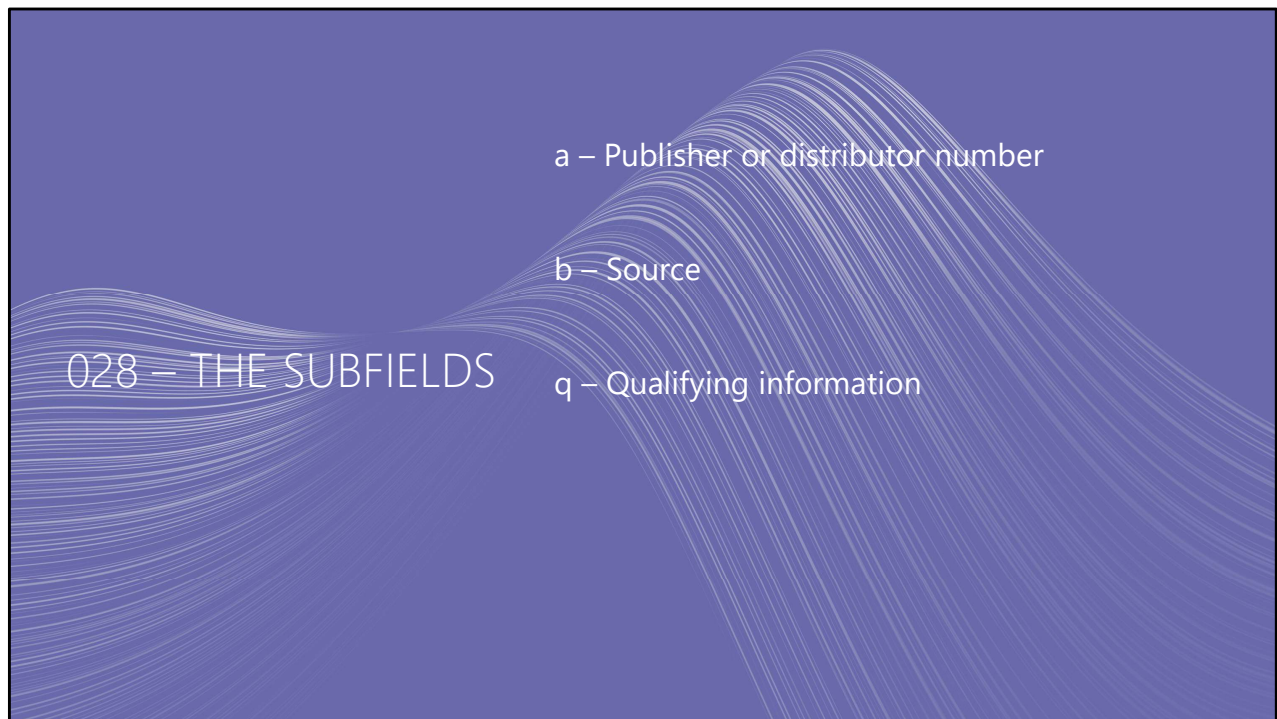 028 – THE SUBFIELDS
a – Publisher or distributor number
b – Source
q – Qualifying information